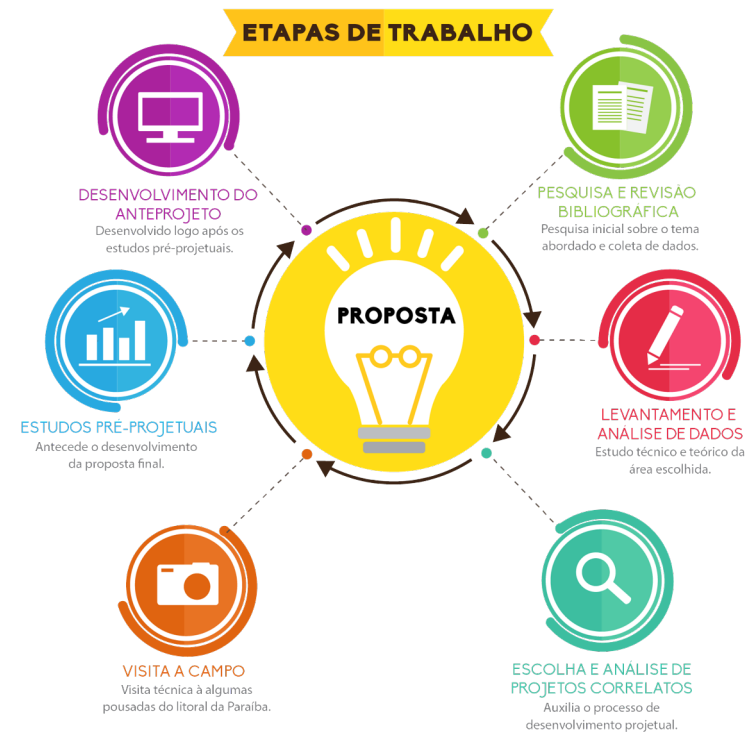 ETAPAS DE TRABALHO
DESENVOLVIMENTO DO
ANTEPROJETO
Desenvolvido logo após os
estudos pré-projetuais.
PESQUISA E REVISÃO
BIBLIOGRÁFICA
Pesquisa inicial sobre o tema
abordado e coleta de dados.
PROPOSTA
ESTUDOS PRÉ-PROJETUAIS
Antecede o desenvolvimento
da proposta final.
LEVANTAMENTO E
ANÁLISE DE DADOS
Estudo técnico e teórico da
área escolhida.
VISITA A CAMPO
Visita técnica à algumas
pousadas do litoral da Paraíba.
ESCOLHA E ANÁLISE DE
PROJETOS CORRELATOS
Auxilia o processo de
desenvolvimento projetual.